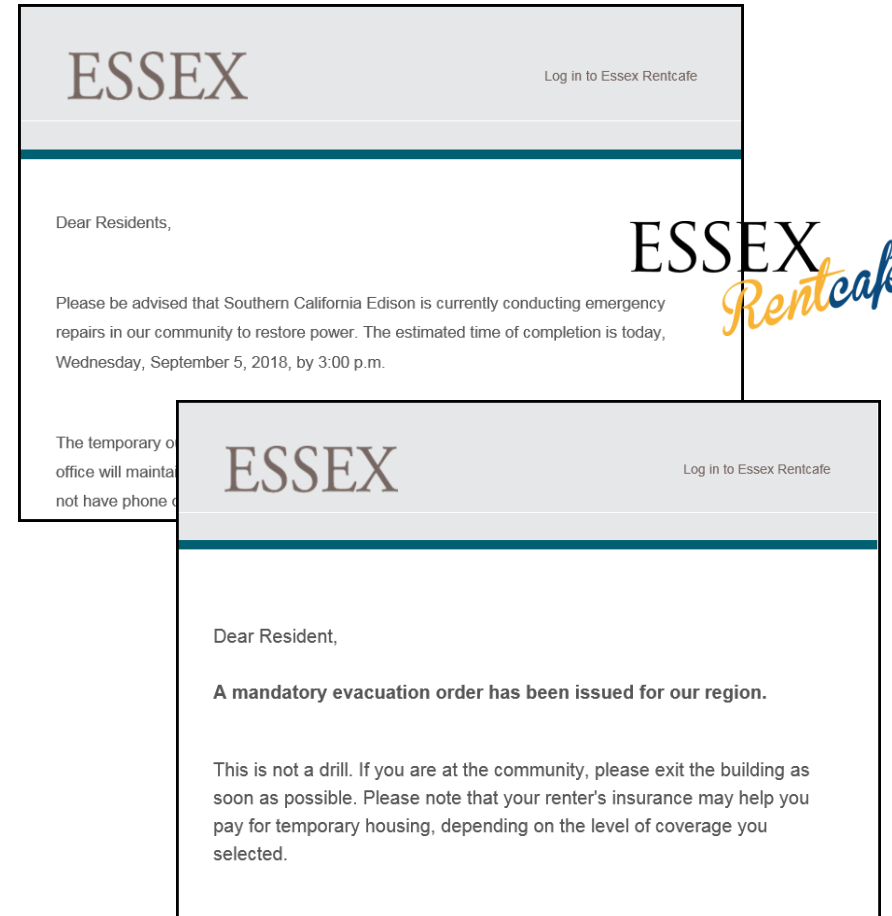 ESSEX
Log in to Essex Rentcafe
Dear Residents,
ESSEX
Rentcafe
Please be advised that Southern California Edison is currently conducting emergency
repairs in our community to restore power. The estimated time of completion is today,
Wednesday, September 5, 2018, by 3:00 p.m.
The temporary
office will
not have phone
ESSEX
Log in to Essex Rentcafe
Dear Resident,
A mandatory evacuation order has been issued for our region.
This is not a drill. If you are at the community, please exit the building as
soon as possible. Please note that your renter's insurance may help you
pay for temporary housing, depending on the level of coverage you
selected.